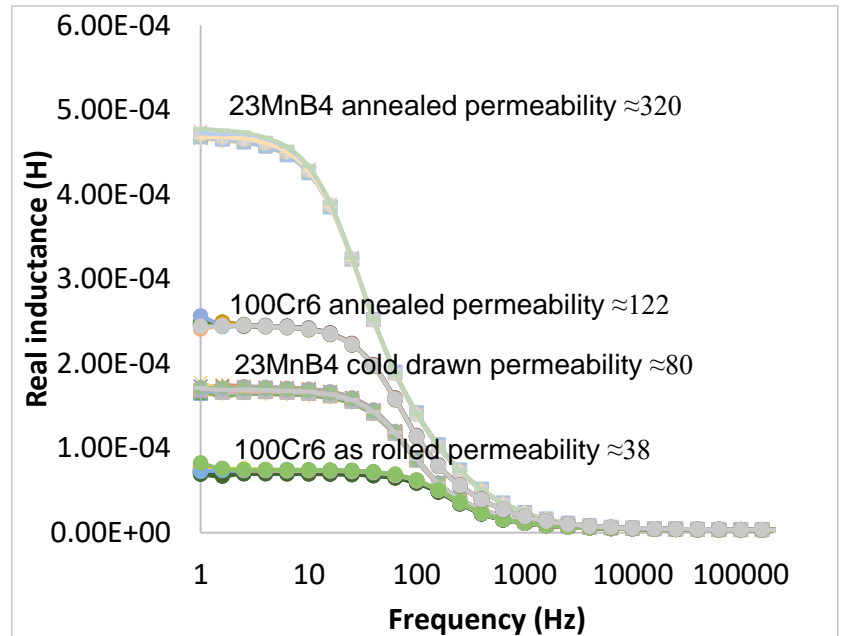 6.00E-04
5.00E-04
4.00E-04
3.00E-04
2.00E-04
1.00E-04
0.00E+00
Real inductance (H)
23MnB4 annealed permeability ≈320
100Cr6 annealed permeability ≈122
23MnB4 cold drawn permeability ≈80
100Cr6 as rolled permeability ≈38
1 10 100 1000 10000 100000
Frequency (Hz)